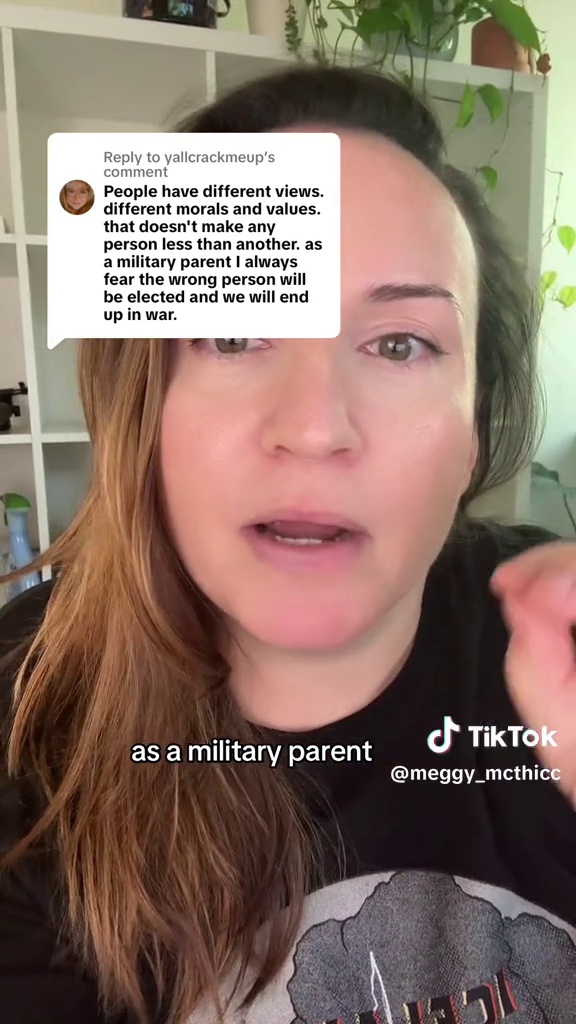 Reply to yallcrackmeup's
comment
People have different views.
different morals and values.
that doesn't make any
person less than another. as
a military parent I always
fear the wrong person will
be elected and we will end
up in war.
as a military parent
TikTok
@meggy_mcthicc